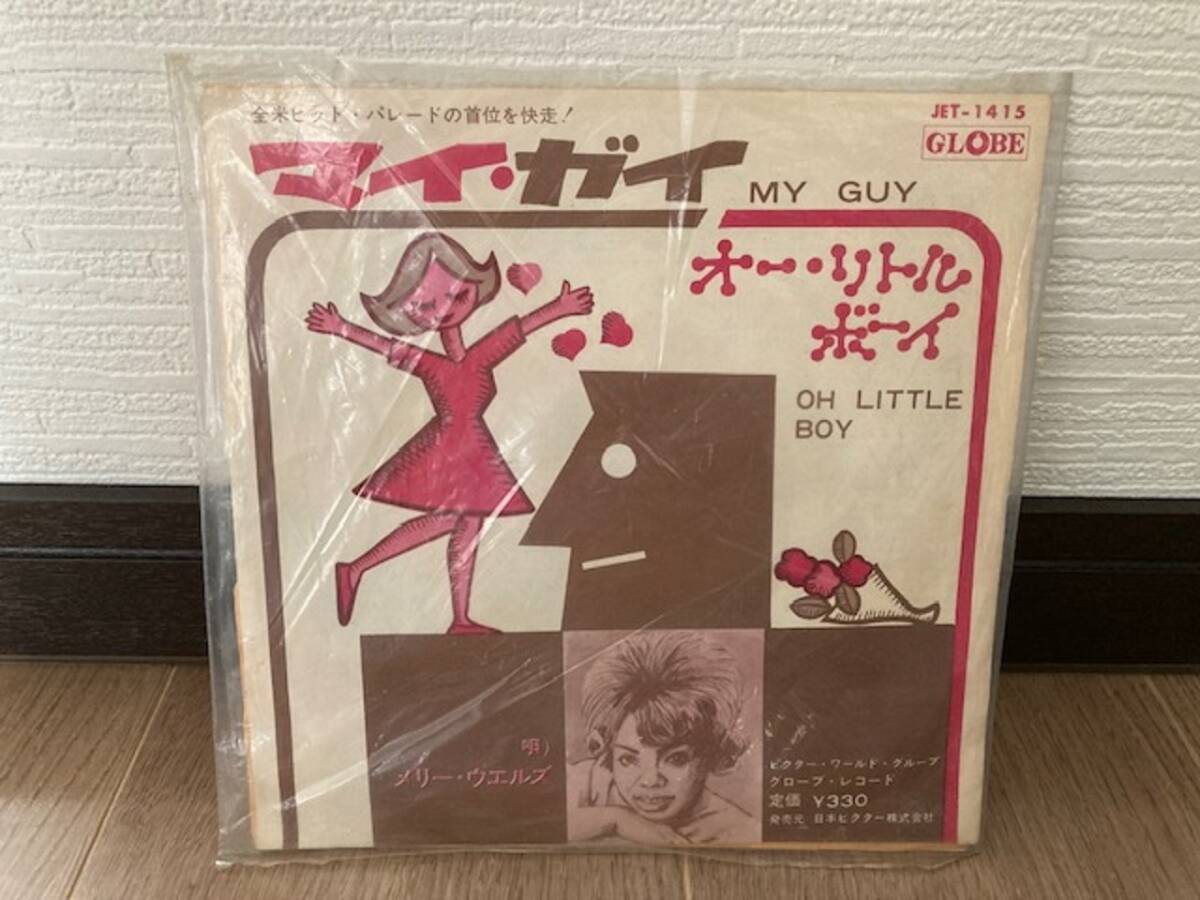 全米ヒット・パレードの首位を快走!
JET-1415
GLOBE
マイ・ガイ
MY GUY
オー・リトル
ボーイ
OH LITTLE
BOY
唄)
メリー・ウエルズ
ビクター・ワールド・グループ
グローブ・レコード
定価 ¥330
発売元 日本ビクター株式会社